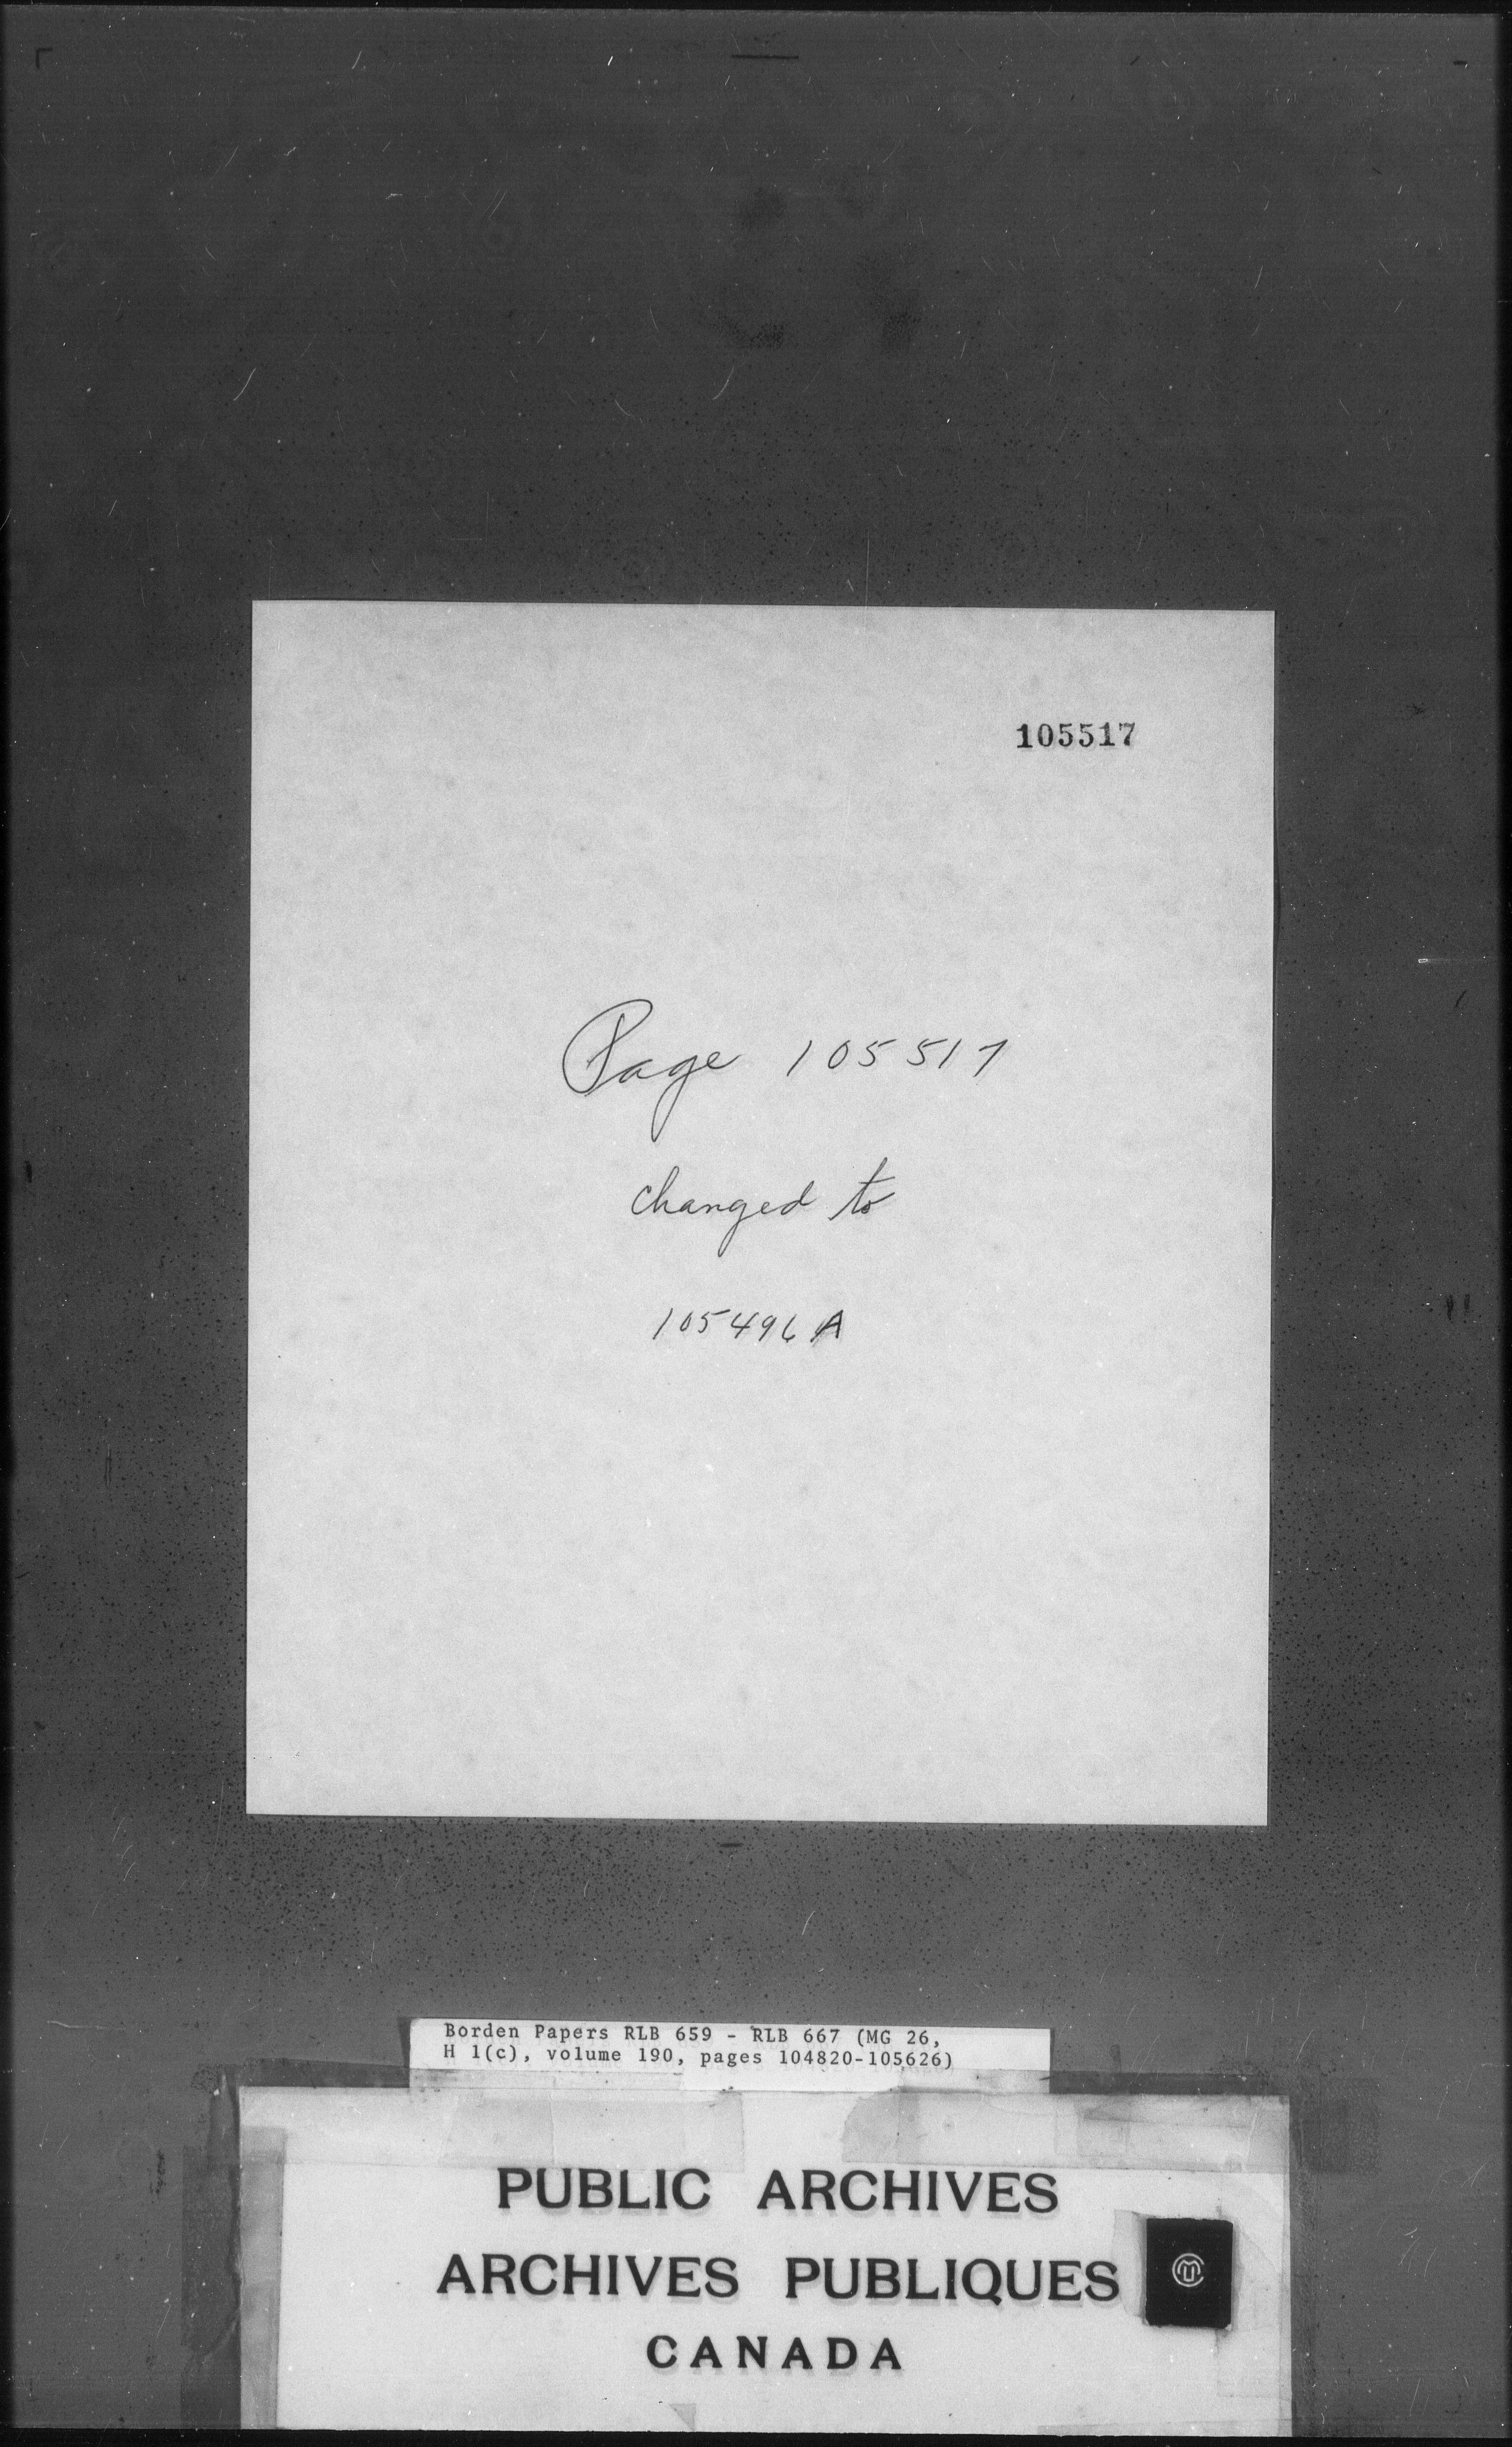 105517
Page 105517
changed to
105496A
Borden Papers RLB 659 - RLB 667 (MG 26,
H 1(c), volume 190, pages 104820-105626)
PUBLIC ARCHIVES
ARCHIVES PUBLIQUES
CANADA